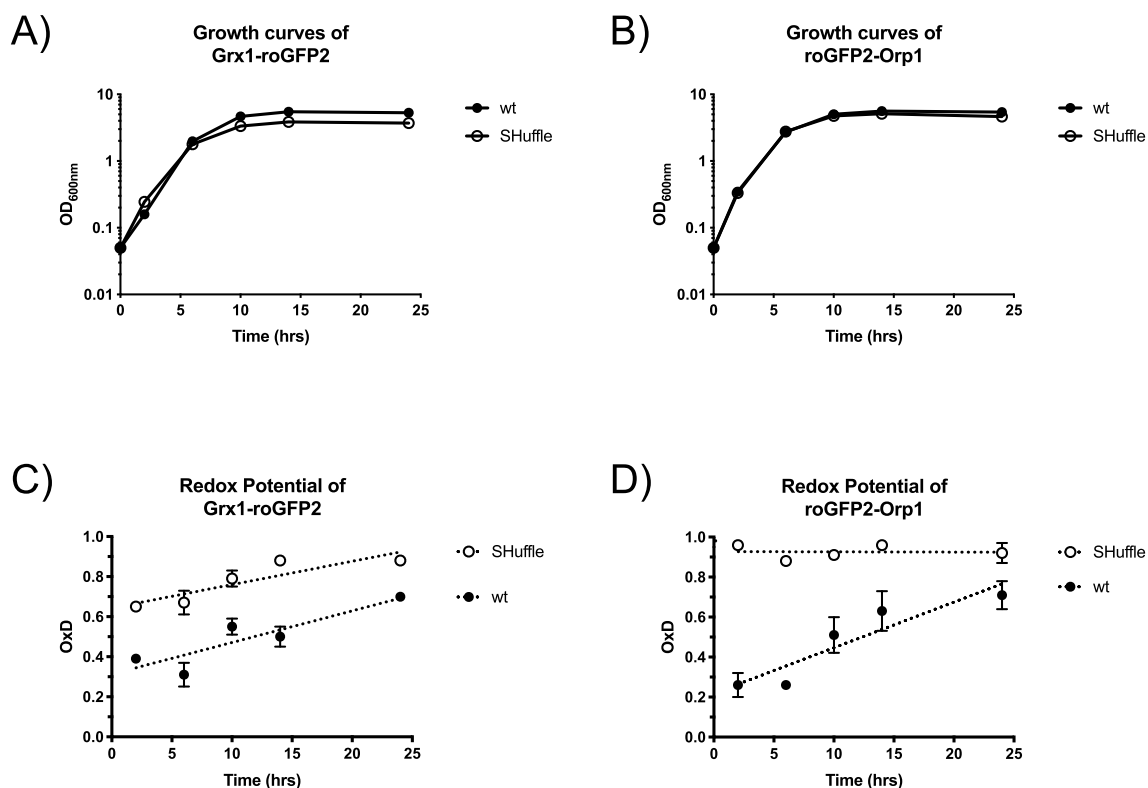 A)
Growth curves of
Grx1-roGFP2
10
1
0.1
0.01
OD600nm
0 5 10 15 20 25
Time (hrs)
wt
SHuffle
B)
Growth curves of
roGFP2-Orp1
10
1
0.1
0.01
OD600nm
0 5 10 15 20 25
Time (hrs)
wt
SHuffle
C)
Redox Potential of
Grx1-roGFP2
1.0
0.8
0.6
0.4
0.2
0.0
OxD
0 5 10 15 20 25
Time (hrs)
SHuffle
wt
D)
Redox Potential of
roGFP2-Orp1
1.0
0.8
0.6
0.4
0.2
0.0
OxD
0 5 10 15 20 25
Time (hrs)
SHuffle
wt